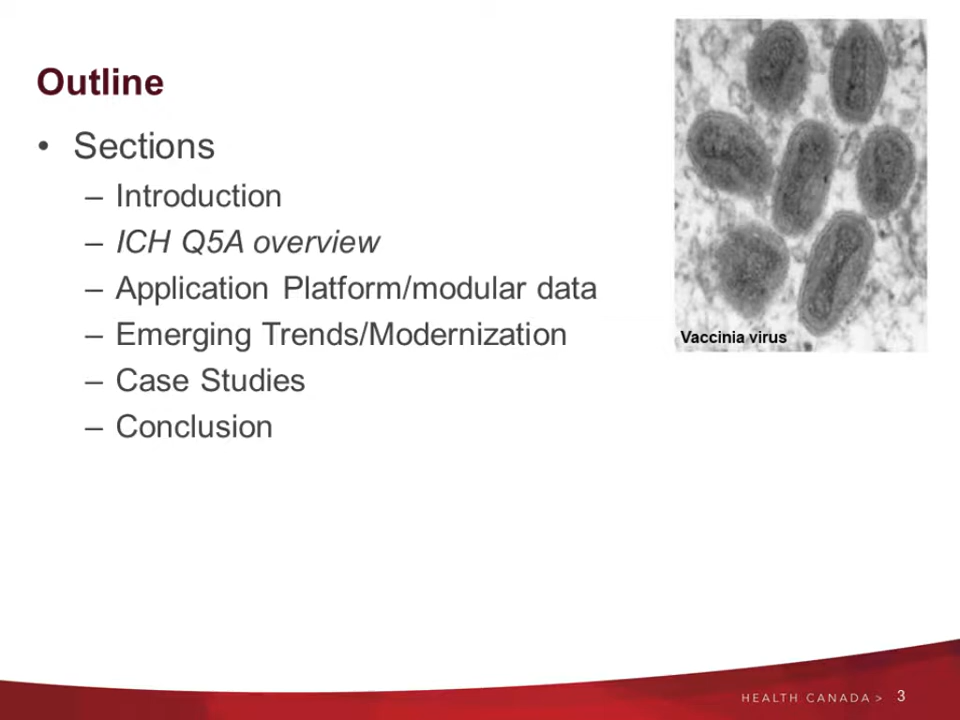 Outline
• Sections
– Introduction
– ICH Q5A overview
– Application Platform/modular data
– Emerging Trends/Modernization
– Case Studies
– Conclusion
Vaccinia virus
HEALTH CANADA > 3